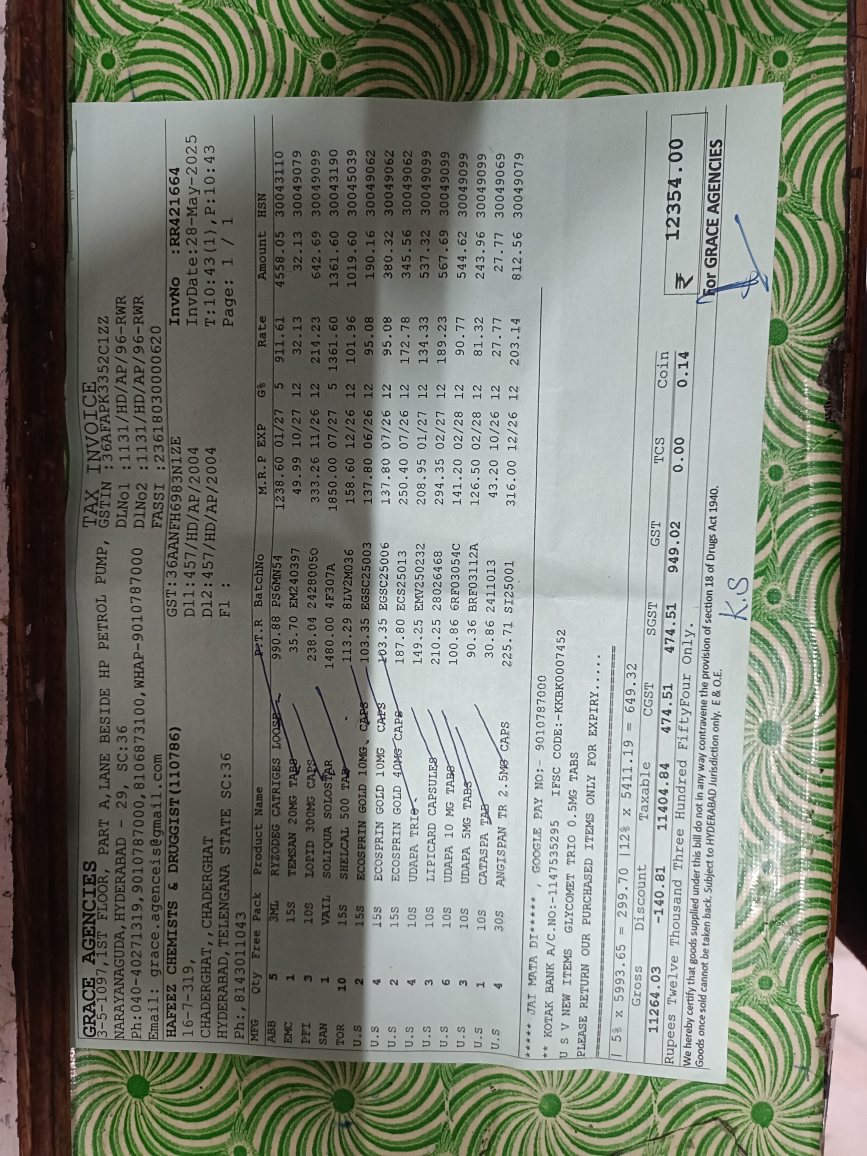 TAX INVOICE
GRACE AGENCIES
3-5-1097,1ST FLOOR, PART A,LANE BESIDE HP PETROL PUMP, GSTIN :36AFAPK3352C1ZZ
NARAYANAGUDA,HYDERABAD - 29, SC:36 DLNo1 :1131/HD/AP/96-RWR
Ph:040-40271319,9010787000,8106873100,WHAP-9010787000 DlNo2 :1131/HD/AP/96-RWR
Email: grace.agenceis@gmail.com FASSI :23618030000620
HAFEEZ CHEMISTS & DRUGGIST(110786) GST:36AANFH6983N1ZE InvNo :RR421664
16-7-319, D11:457/HD/AP/2004 InvDate:28-May-2025
CHADERGHAT,,CHADERGHAT D12:457/HD/AP/2004 T:10:43(1),P:10:43
HYDERABAD,TELENGANA STATE SC:36 Fl : Page: 1 / 1
Ph:,8143011043
MFG Qty Free Pack Product Name P.T.R BatchNo M.R.P EXP G% Rate Amount HSN
ABB 5 3ML RYZODEG CATRIGES LOOSE 990.88 PS6MN54 1238.60 01/27 5 911.61 4558.05 30043110
EMC 1 15S TEMSAN 20MG TABS 35.70 EM240397 49.99 10/27 12 32.13 32.13 30049079
PFI 3 10S LOPID 300MG CAPS 238.04 24280050 333.26 11/26 12 214.23 642.69 30049099
SAN 1 VAIL SOLIQUA SOLOSTAR 1480.00 4F307A 1850.00 07/27 5 1361.60 1361.60 30043190
TOR 10 15S SHELCAL 500 TAB 113.29 8LV2M036 158.60 12/26 12 101.96 1019.60 30045039
U.S 2 15S ECOSPRIN GOLD 10MG. CAPS 103.35 EGSC25003 137.80 06/26 12 95.08 190.16 30049062
U.S 4 15S ECOSPRIN GOLD 10MG CAPS 103.35 EGSC25006 137.80 07/26 12 95.08 380.32 30049062
U.S 2 15S ECOSPRIN GOLD 40MG CAPS 187.80 ECS25013 250.40 07/26 12 172.78 345.56 30049062
U.S 4 10S UDAPA TRIO. 149.25 EMV250232 208.95 01/27 12 134.33 537.32 30049099
U.S 3 10S LIPICARD CAPSULES 210.25 28026468 294.35 02/27 12 189.23 567.69 30049099
U.S 6 10S UDAPA 10 MG TABS 100.86 6RF03054C 141.20 02/28 12 90.77 544.62 30049099
U.S 3 10S UDAPA 5MG TABS 90.36 BRF03112A 126.50 02/28 12 81.32 243.96 30049099
U.S 1 10S CATASPA TAB 30.86 2411013 43.20 10/26 12 27.77 27.77 30049069
U.S 4 30S ANGISPAN TR 2.5MG CAPS 225.71 SI25001 316.00 12/26 12 203.14 812.56 30049079
***** JAI MATA DI***** , GOOGLE PAY NO:- 9010787000
** KOTAK BANK A/C.NO:-1147535295 IFSC CODE:-KKBK0007452
U S V NEW ITEMS GLYCOMET TRIO 0.5MG TABS
PLEASE RETURN OUR PURCHASED ITEMS ONLY FOR EXPIRY......
| 5% x 5993.65 = 299.70 |12% x 5411.19 = 649.32
Gross Discount Taxable CGST SGST GST TCS Coin
11264.03 -140.81 11404.84 474.51 474.51 949.02 0.00 0.14 ₹ 12354.00
Rupees Twelve Thousand Three Hundred FiftyFour Only.
We hereby certify that goods supplied under this bill do not in any way contravene the provision of section 18 of Drugs Act 1940. For GRACE AGENCIES
Goods once sold cannot be taken back. Subject to HYDERABAD Jurisdiction only. E & O.E.
K.S